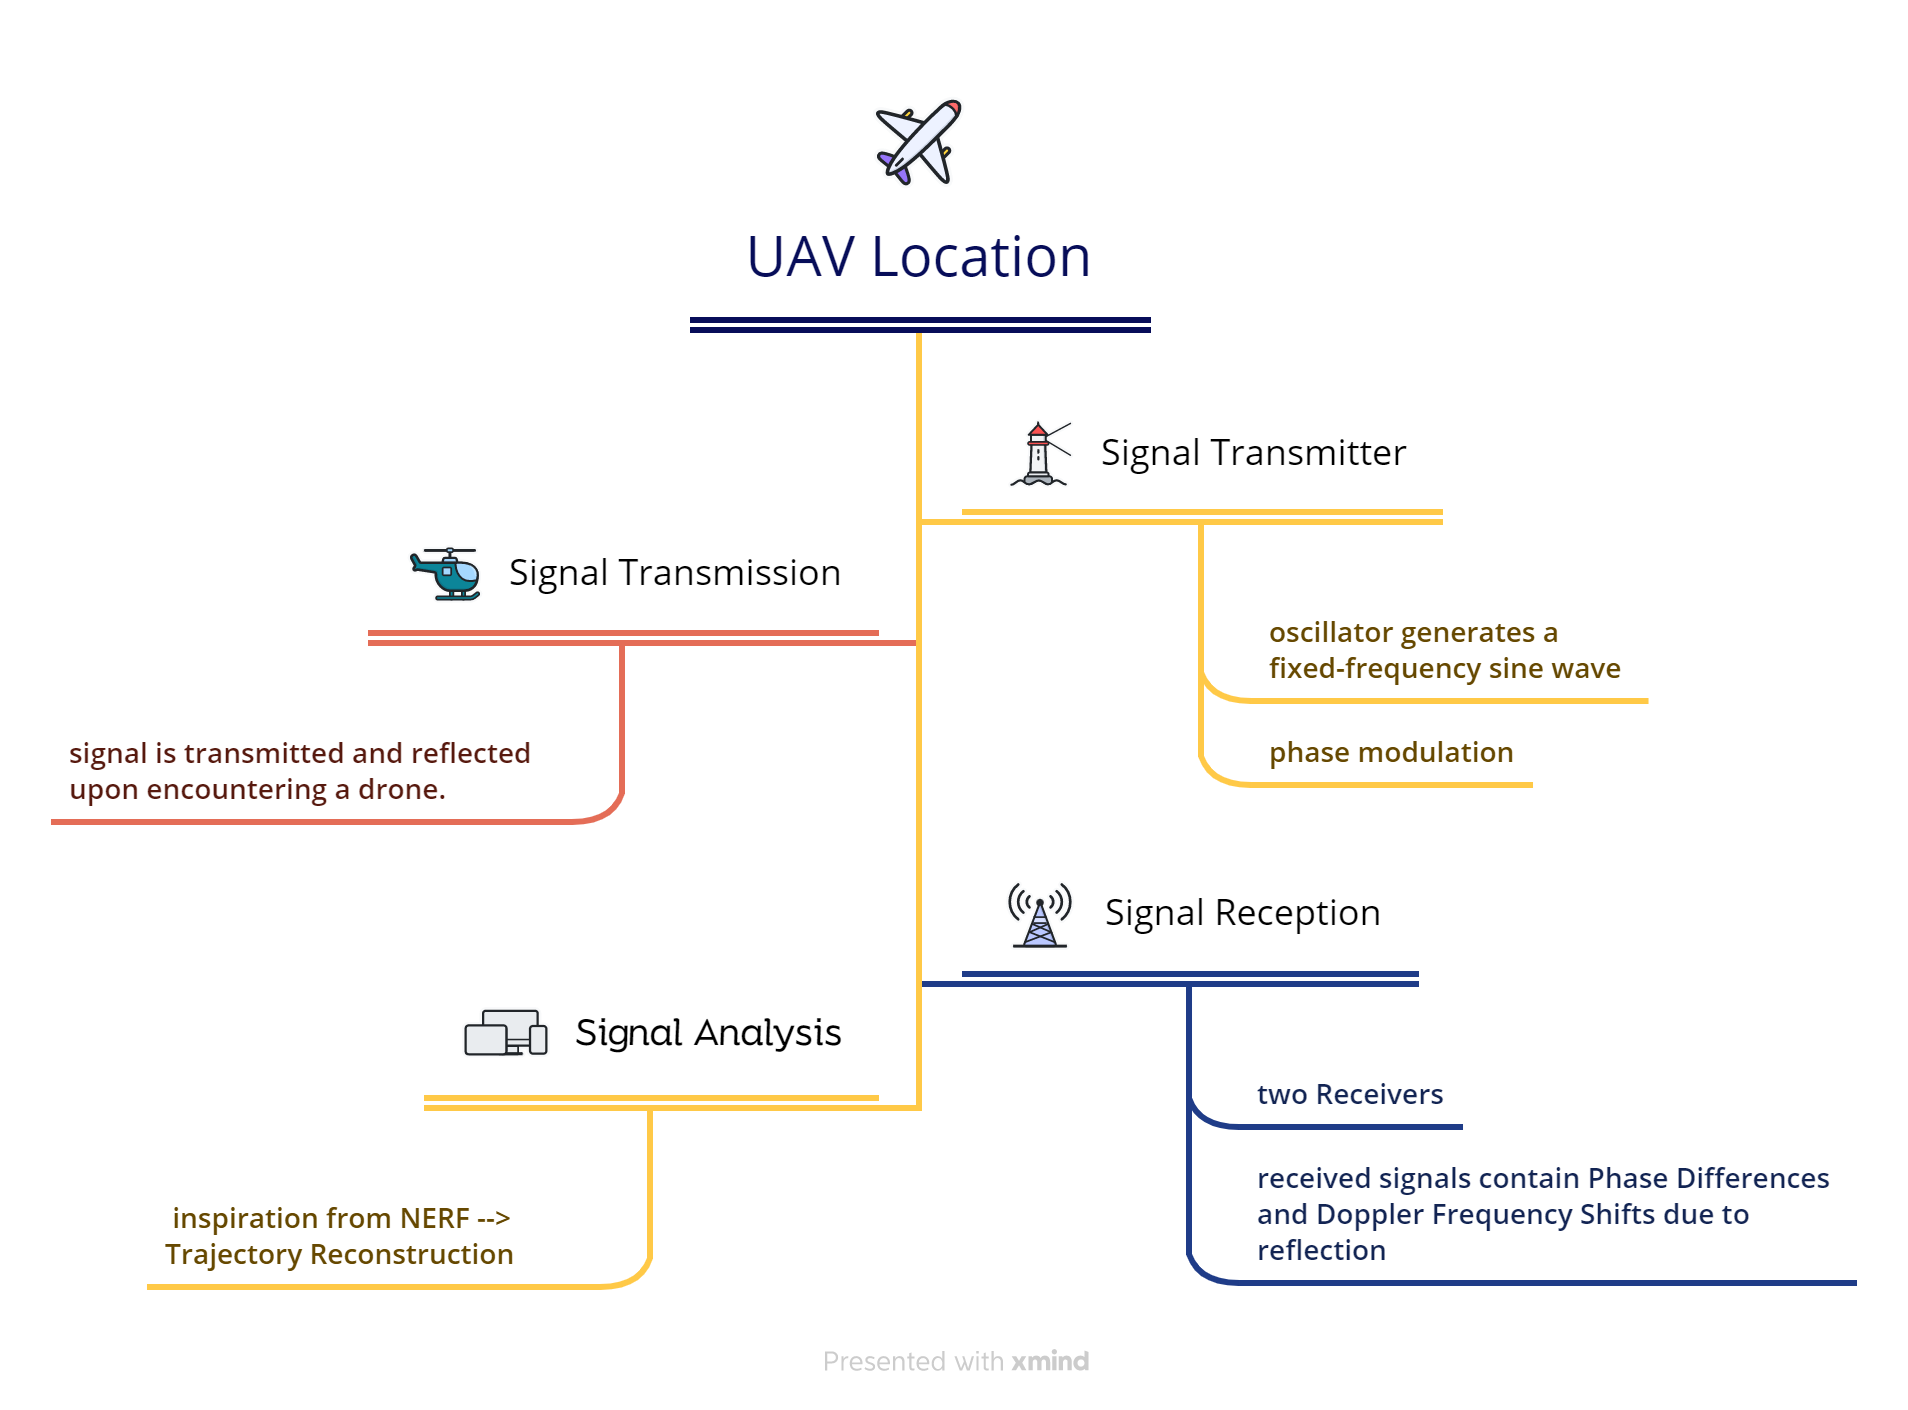 UAV Location
Signal Transmitter
oscillator generates a
fixed-frequency sine wave
phase modulation
Signal Transmission
signal is transmitted and reflected
upon encountering a drone.
Signal Reception
two Receivers
received signals contain Phase Differences
and Doppler Frequency Shifts due to
reflection
Signal Analysis
inspiration from NERF -->
Trajectory Reconstruction
Presented with xmind